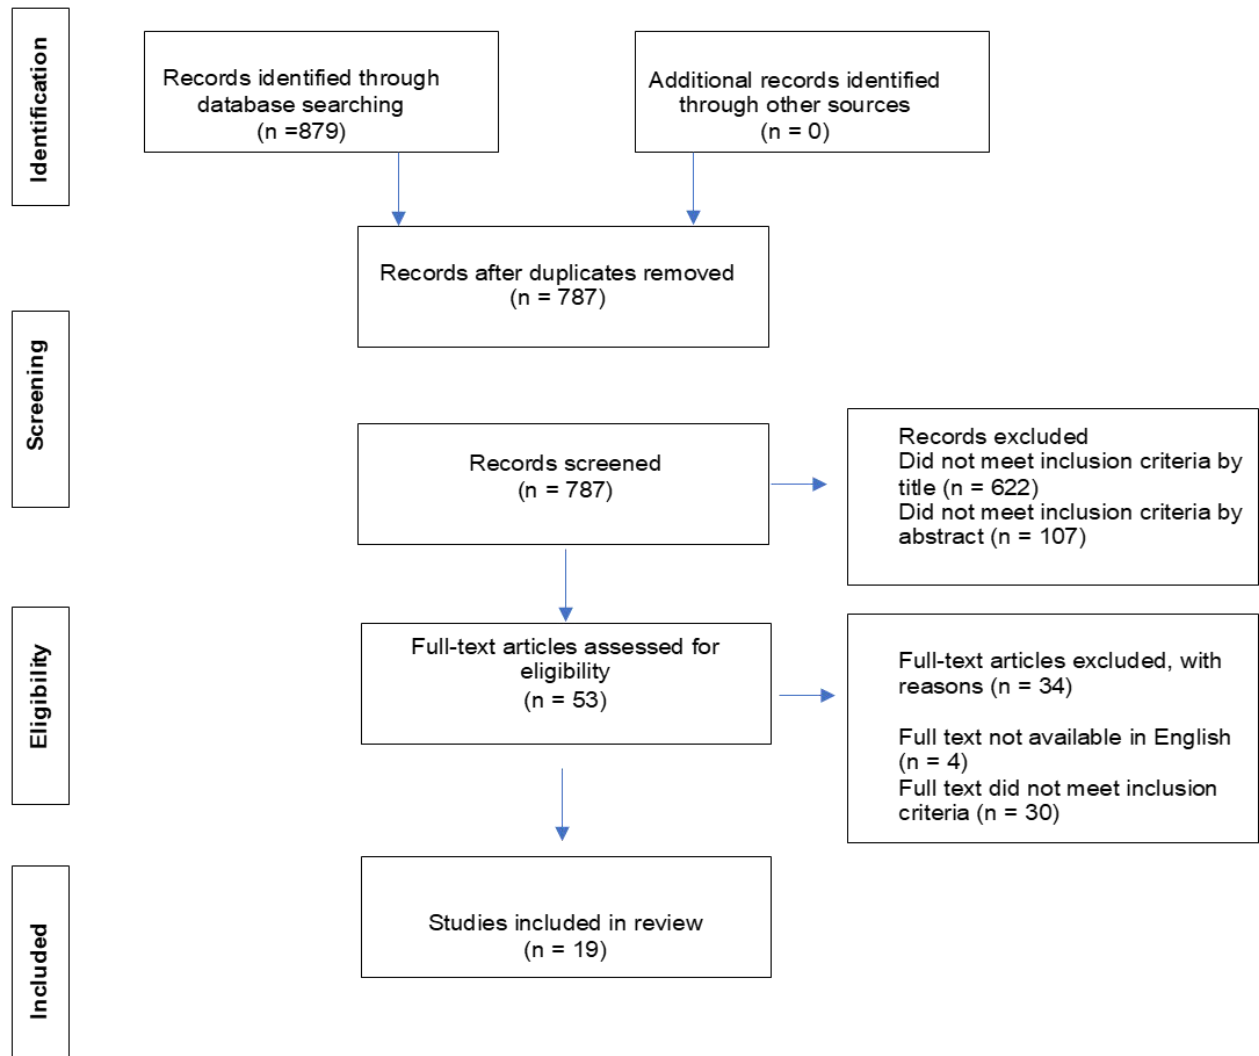 Identification
Records identified through
database searching
(n =879)
Additional records identified
through other sources
(n = 0)
Records after duplicates removed
(n = 787)
Screening
Records screened
(n = 787)
Records excluded
Did not meet inclusion criteria by
title (n = 622)
Did not meet inclusion criteria by
abstract (n = 107)
Eligibility
Full-text articles assessed for
eligibility
(n = 53)
Full-text articles excluded, with
reasons (n = 34)
Full text not available in English
(n = 4)
Full text did not meet inclusion
criteria (n = 30)
Included
Studies included in review
(n = 19)